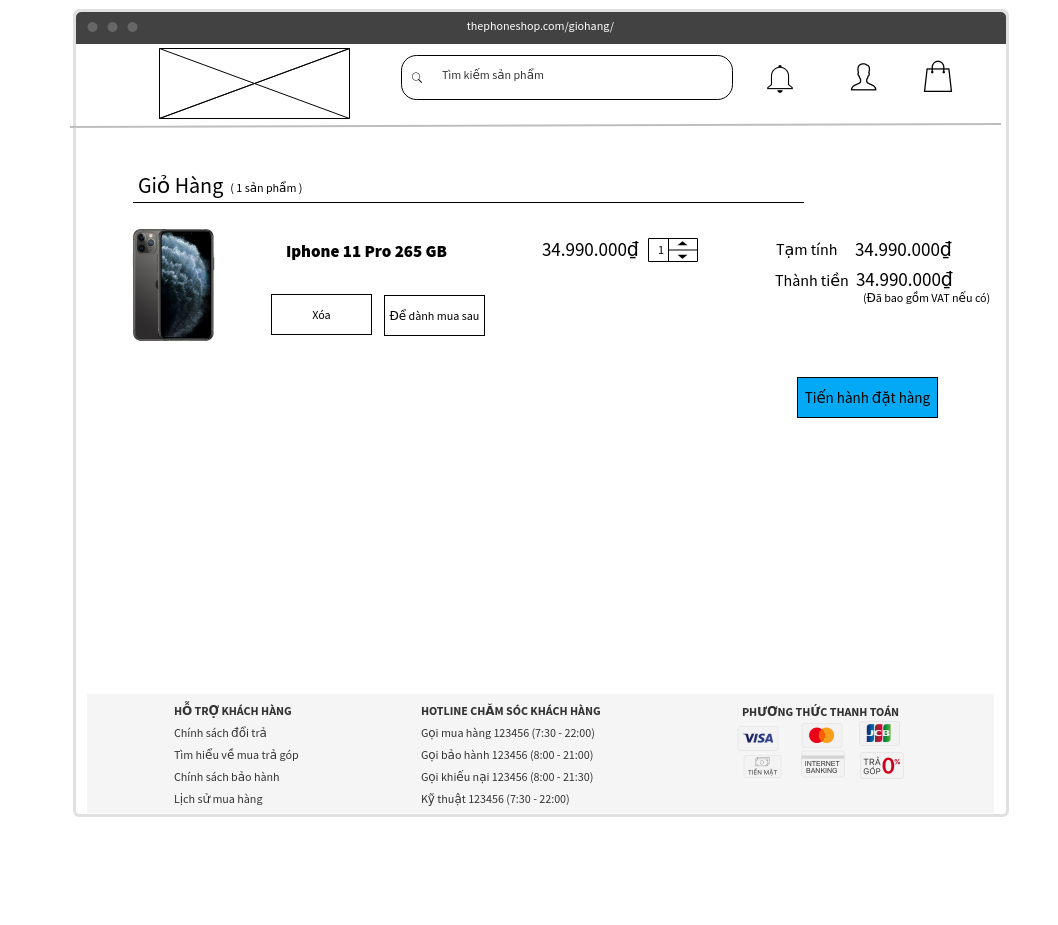 thephoneshop.com/giohang/
Tìm kiếm sản phẩm
Giỏ Hàng ( 1 sản phẩm )
Iphone 11 Pro 265 GB
34.990.000₫
1
Tạm tính 34.990.000₫
Thành tiền 34.990.000₫
(Đã bao gồm VAT nếu có)
Xóa
Để dành mua sau
Tiến hành đặt hàng
HỖ TRỢ KHÁCH HÀNG
Chính sách đổi trả
Tìm hiểu về mua trả góp
Chính sách bảo hành
Lịch sử mua hàng
HOTLINE CHĂM SÓC KHÁCH HÀNG
Gọi mua hàng 123456 (7:30 - 22:00)
Gọi bảo hành 123456 (8:00 - 21:00)
Gọi khiếu nại 123456 (8:00 - 21:30)
Kỹ thuật 123456 (7:30 - 22:00)
PHƯƠNG THỨC THANH TOÁN
VISA
JCB
TIỀN MẶT
INTERNET
BANKING
TRẢ
GÓP 0%